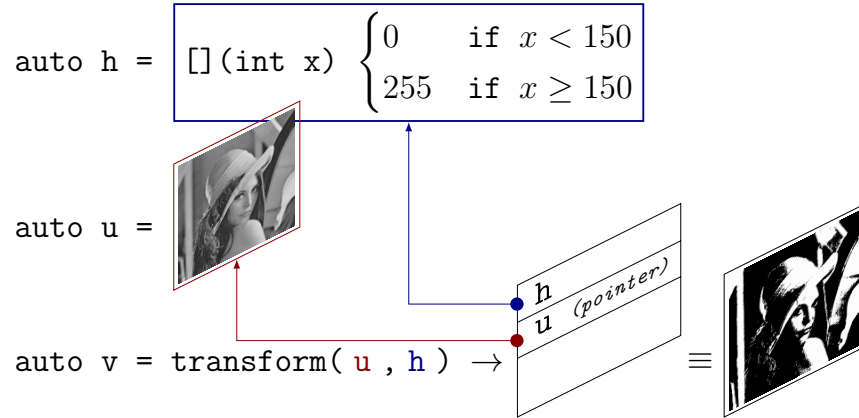 auto h = [](int x) { 0 if x < 150
255 if x ≥ 150
auto u =
h
u (pointer)
auto v = transform( u , h ) → ≡